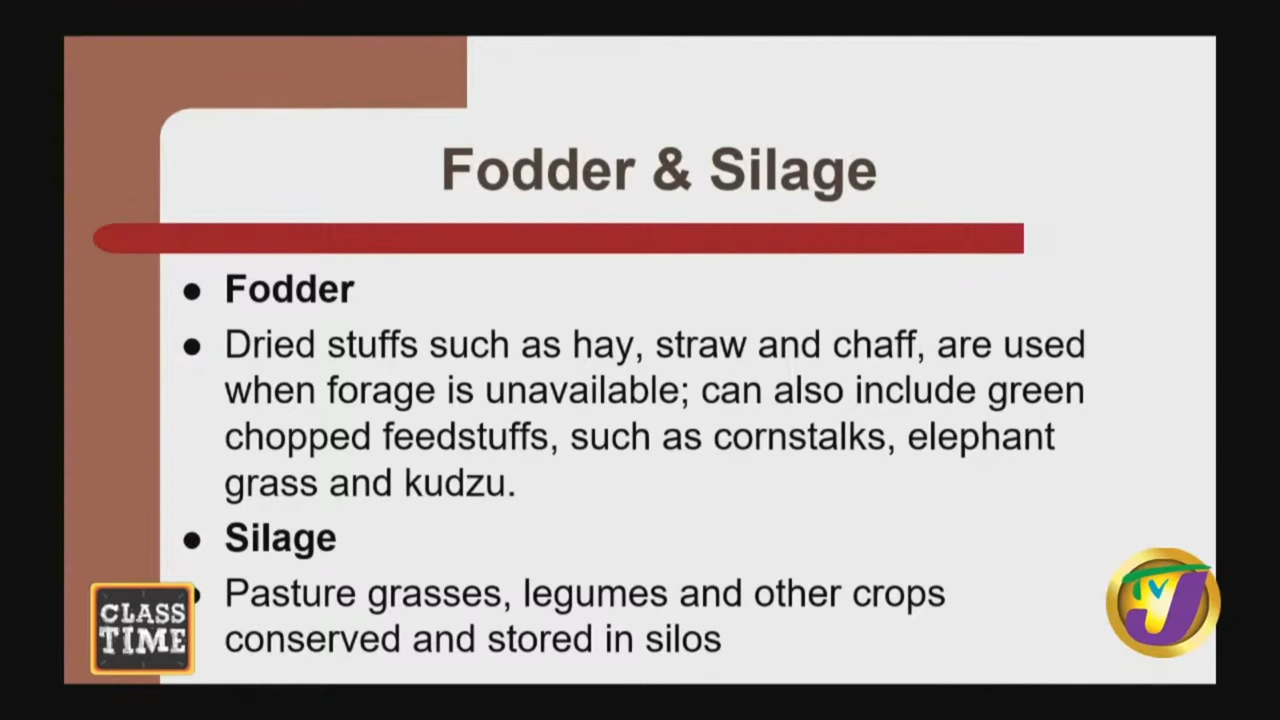 Fodder & Silage
● Fodder
● Dried stuffs such as hay, straw and chaff, are used
when forage is unavailable; can also include green
chopped feedstuffs, such as cornstalks, elephant
grass and kudzu.
● Silage
Pasture grasses, legumes and other crops
conserved and stored in silos
CLASS
TIME
TVJ